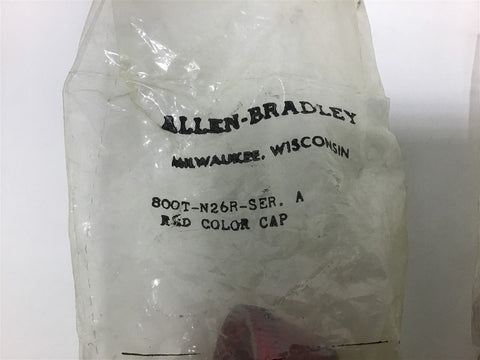 ALLEN-BRADLEY
MILWAUKEE, WISCONSIN
800T-N26R-SER. A
RED COLOR CAP